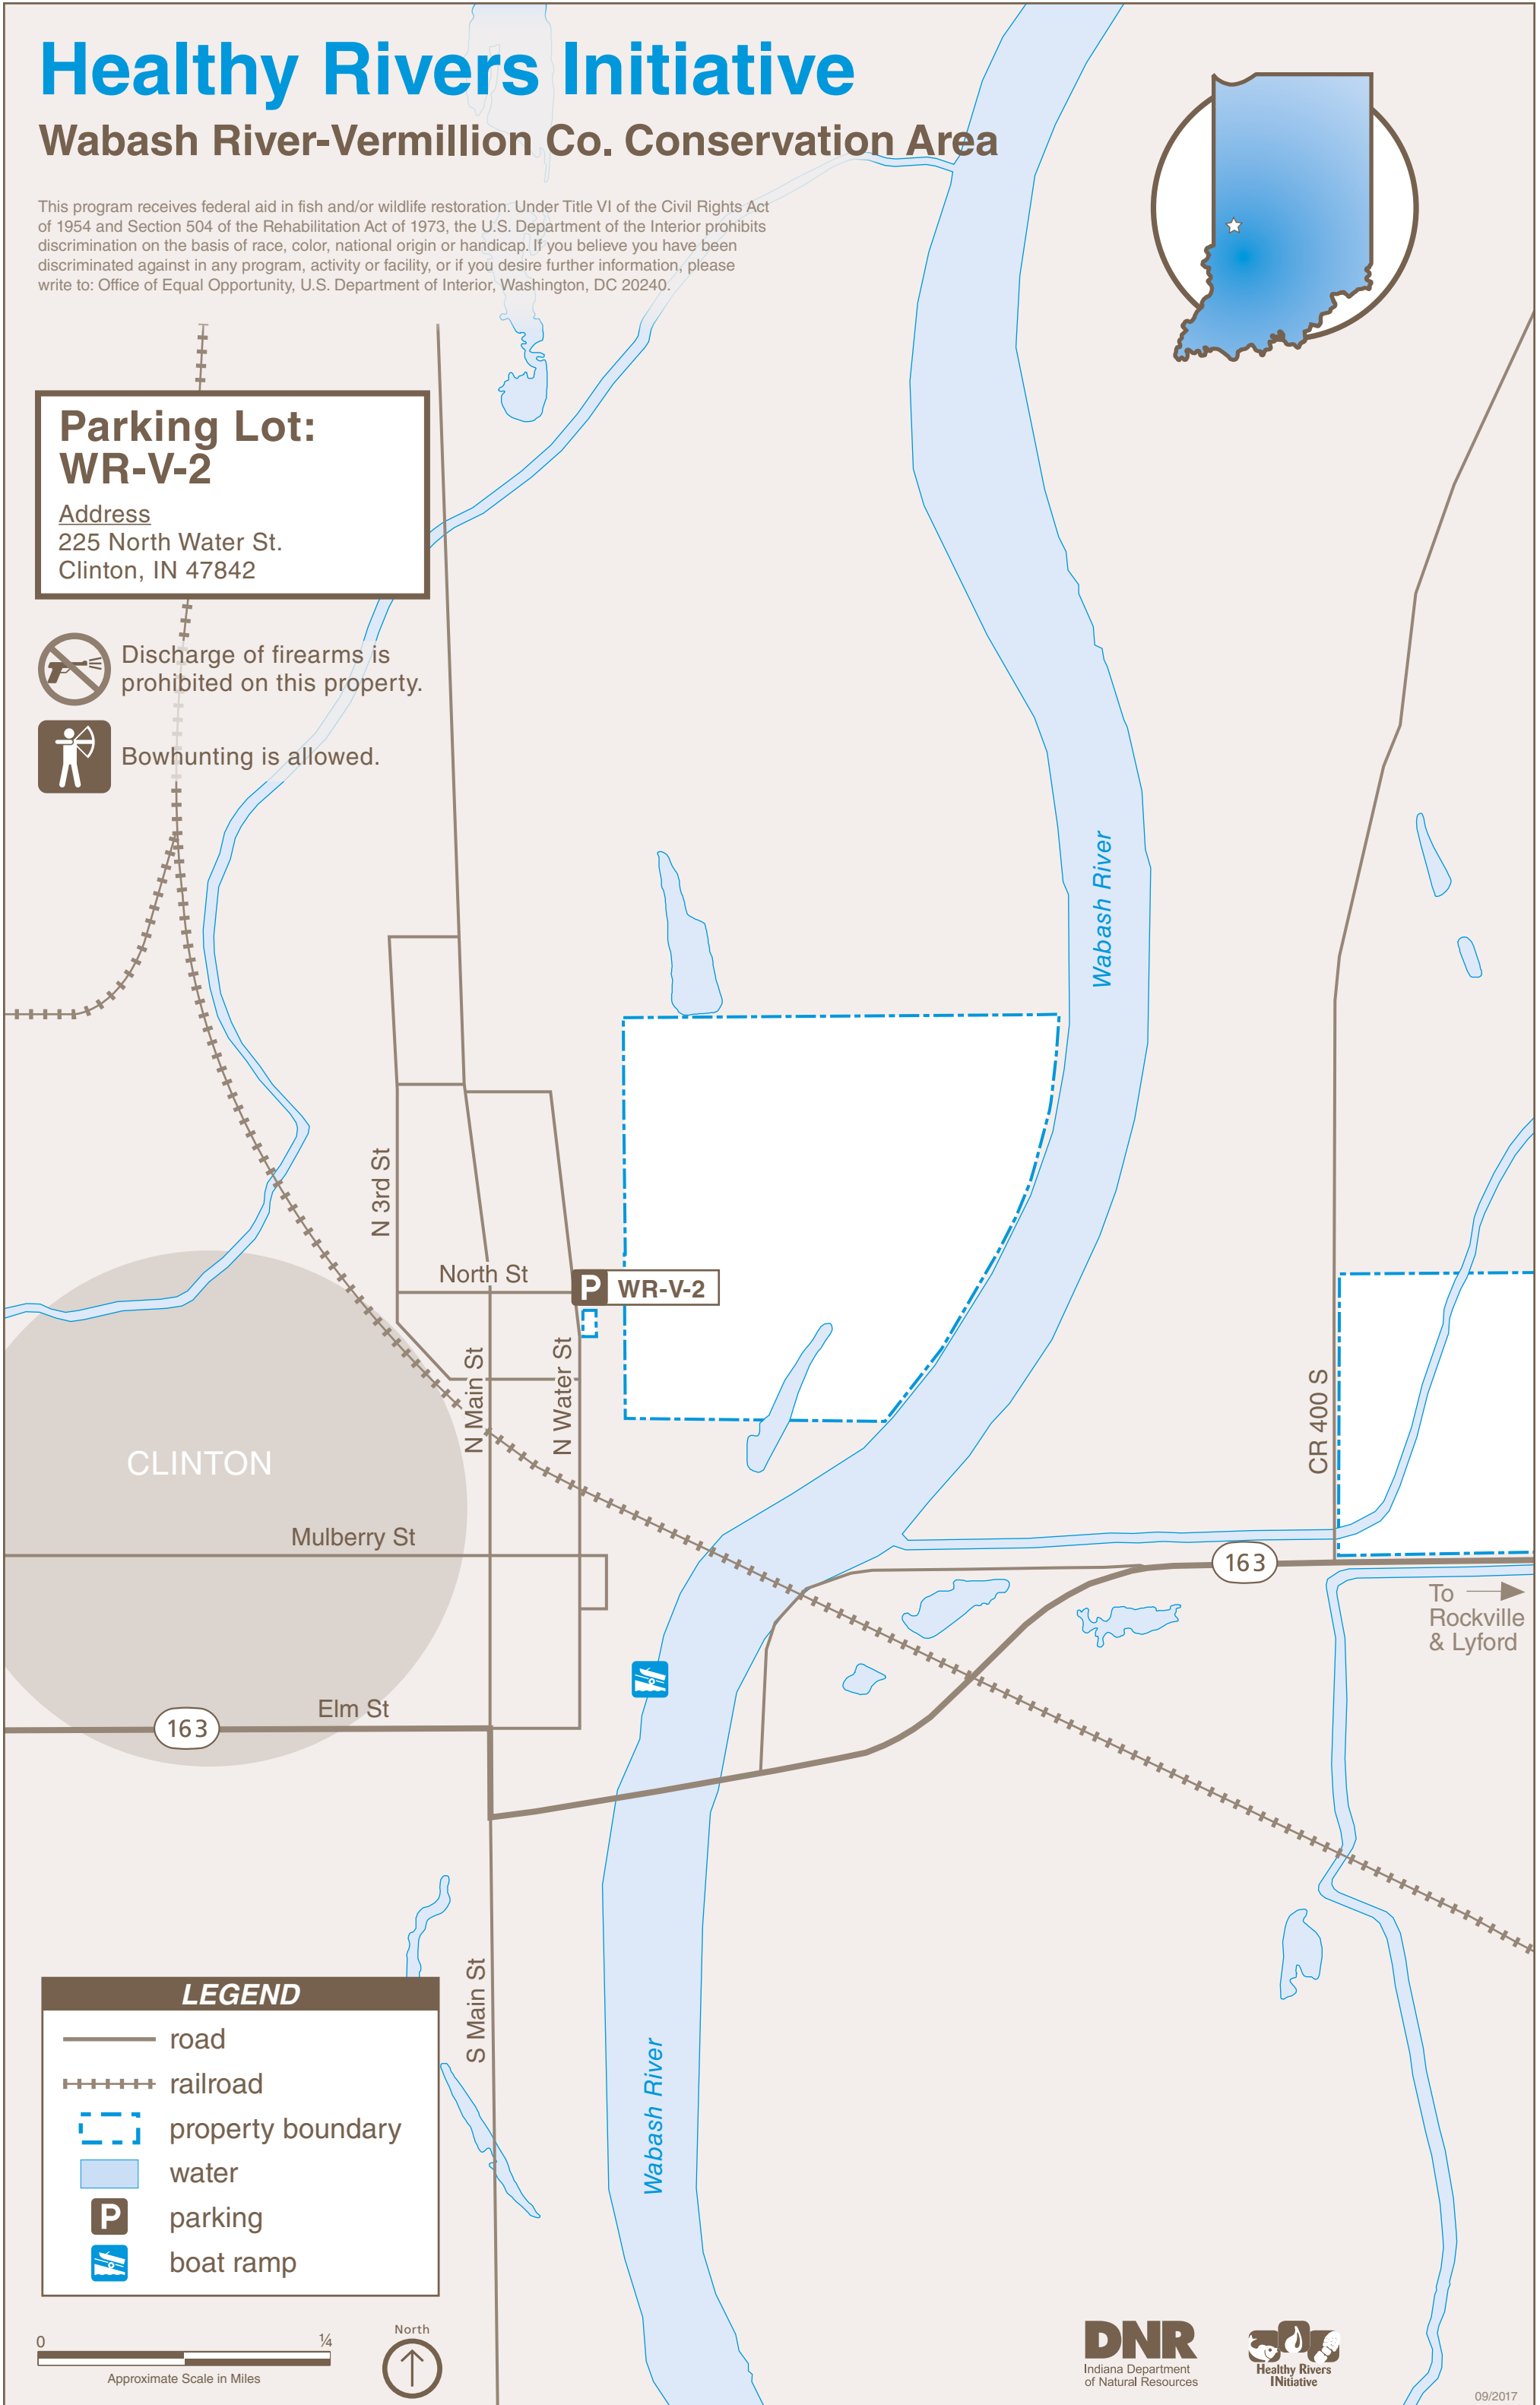 Healthy Rivers Initiative
Wabash River-Vermillion Co. Conservation Area
This program receives federal aid in fish and/or wildlife restoration. Under Title VI of the Civil Rights Act
of 1954 and Section 504 of the Rehabilitation Act of 1973, the U.S. Department of the Interior prohibits
discrimination on the basis of race, color, national origin or handicap. If you believe you have been
discriminated against in any program, activity or facility, or if you desire further information, please
write to: Office of Equal Opportunity, U.S. Department of Interior, Washington, DC 20240.
Parking Lot:
WR-V-2
Address
225 North Water St.
Clinton, IN 47842
Discharge of firearms is
prohibited on this property.
Bowhunting is allowed.
Wabash River
N 3rd St
North St
P WR-V-2
N Main St
N Water St
CR 400 S
CLINTON
Mulberry St
163
To
Rockville
& Lyford
Elm St
163
S Main St
Wabash River
LEGEND
road
railroad
property boundary
water
P parking
boat ramp
0 ¼
Approximate Scale in Miles
North
DNR
Indiana Department
of Natural Resources
Healthy Rivers
INitiative
09/2017